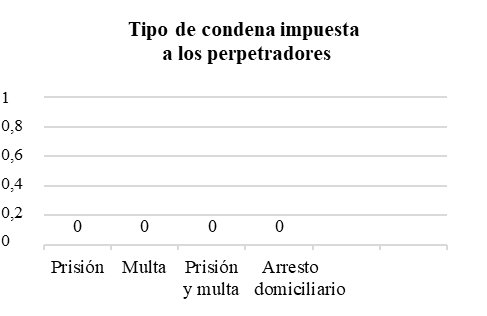 Tipo de condena impuesta
a los perpetradores
1
0,8
0,6
0,4
0,2
0
0 0 0 0
Prisión Multa Prisión y multa Arresto domiciliario